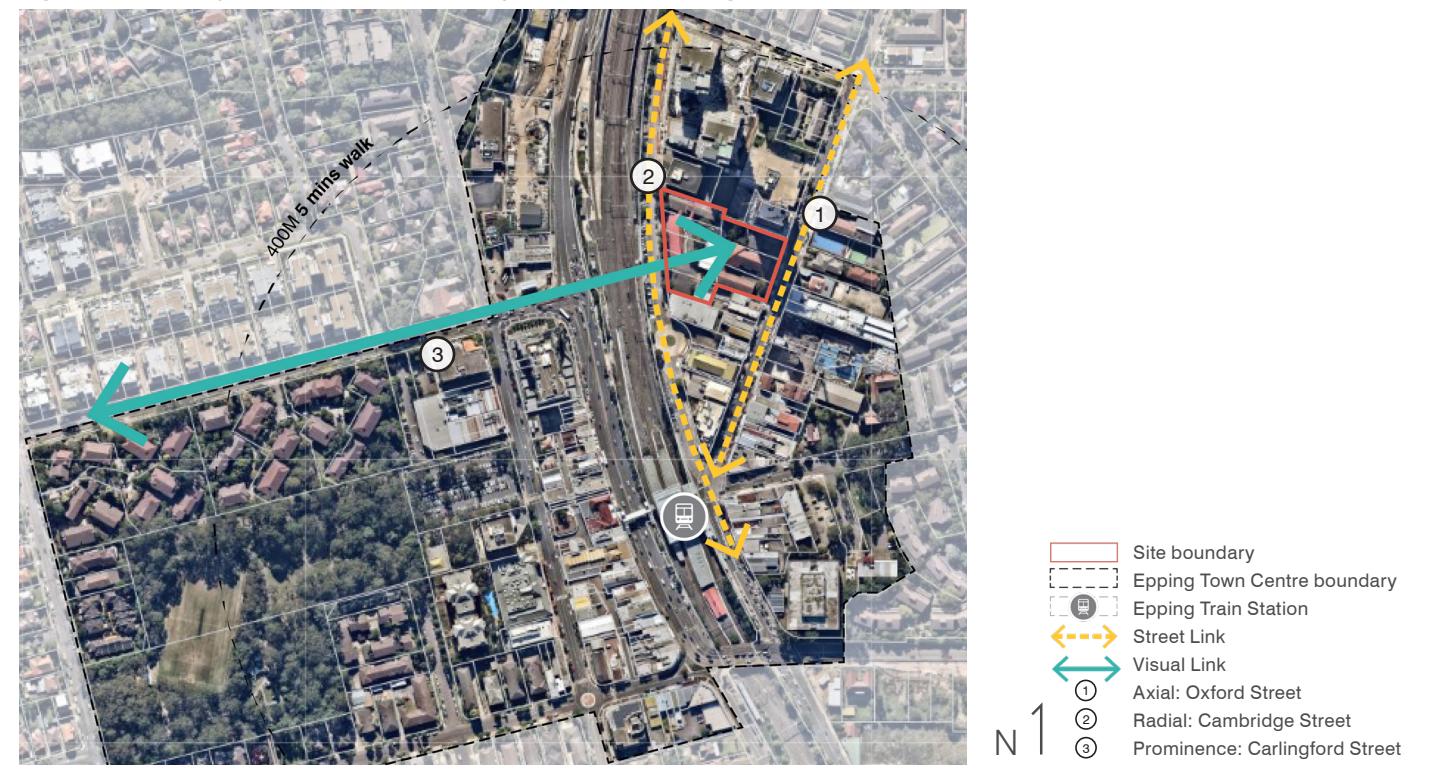 400M 5 mins walk
2
1
3
Site boundary
Epping Town Centre boundary
Epping Train Station
Street Link
Visual Link
1 Axial: Oxford Street
2 Radial: Cambridge Street
3 Prominence: Carlingford Street
N